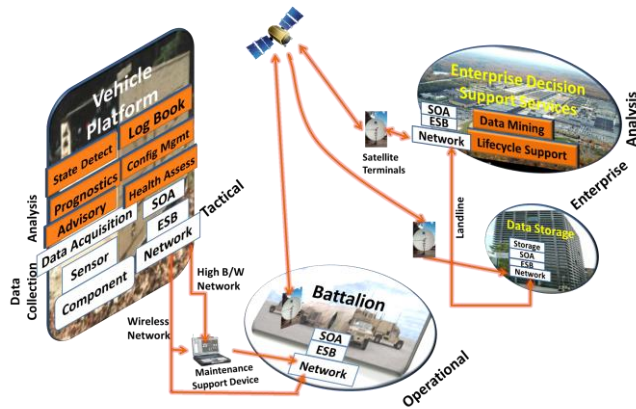 Vehicle
Platform
Log Book
State Detect
Config Mgmt
Prognostics
Health Assess
Advisory
SOA
Data Acquisition
ESB
Sensor
Network
Component
Analysis
Data
Collection
Tactical
High B/W
Network
Wireless
Network
Maintenance
Support Device
Battalion
SOA
ESB
Network
Operational
Satellite
Terminals
Enterprise Decision
Support Services
SOA
ESB
Network
Data Mining
Lifecycle Support
Analysis
Enterprise
Landline
Data Storage
Storage
SOA
ESB
Network